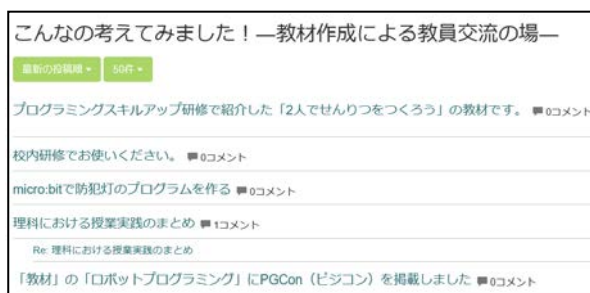 こんなの考えてみました！―教材作成による教員交流の場―
最新の投稿順 50件
プログラミングスキルアップ研修で紹介した「2人でせんりつをつくろう」の教材です。 0コメント
校内研修でお使いください。 0コメント
micro:bitで防犯灯のプログラムを作る 0コメント
理科における授業実践のまとめ 1コメント
Re: 理科における授業実践のまとめ
「教材」の「ロボットプログラミング」にPGCon（ピジコン）を掲載しました 0コメント